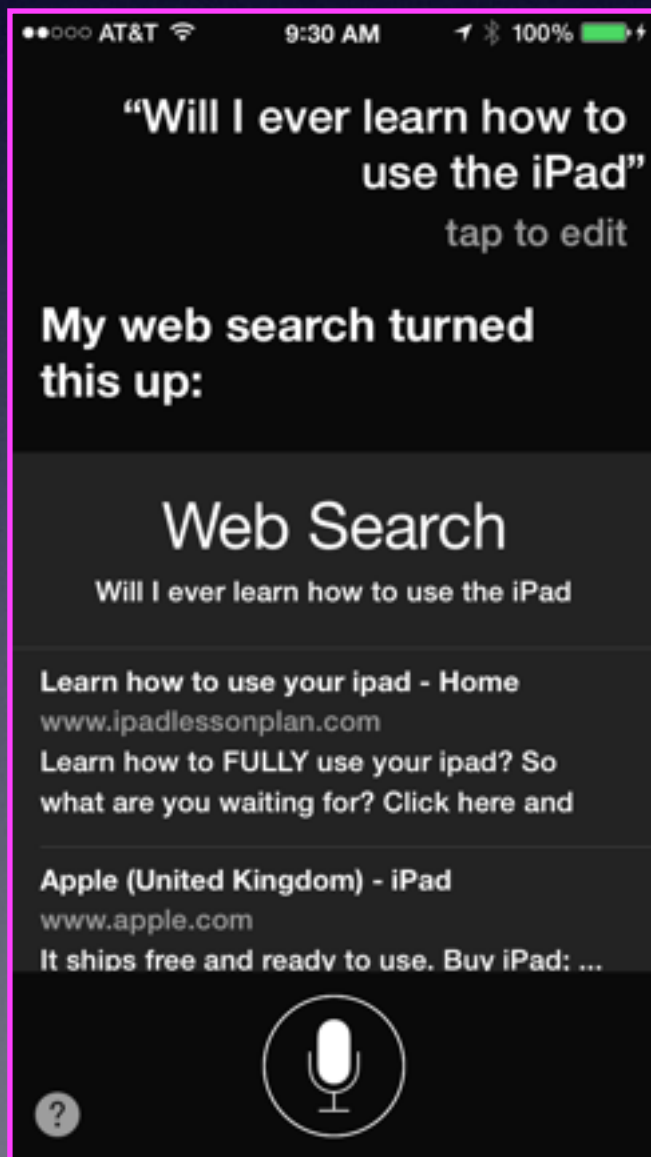 AT&T 9:30 AM 100%
“Will I ever learn how to
use the iPad”
tap to edit
My web search turned
this up:
Web Search
Will I ever learn how to use the iPad
Learn how to use your ipad - Home
www.ipadlessonplan.com
Learn how to FULLY use your ipad? So
what are you waiting for? Click here and
Apple (United Kingdom) - iPad
www.apple.com
It ships free and ready to use. Buy iPad; ...
?